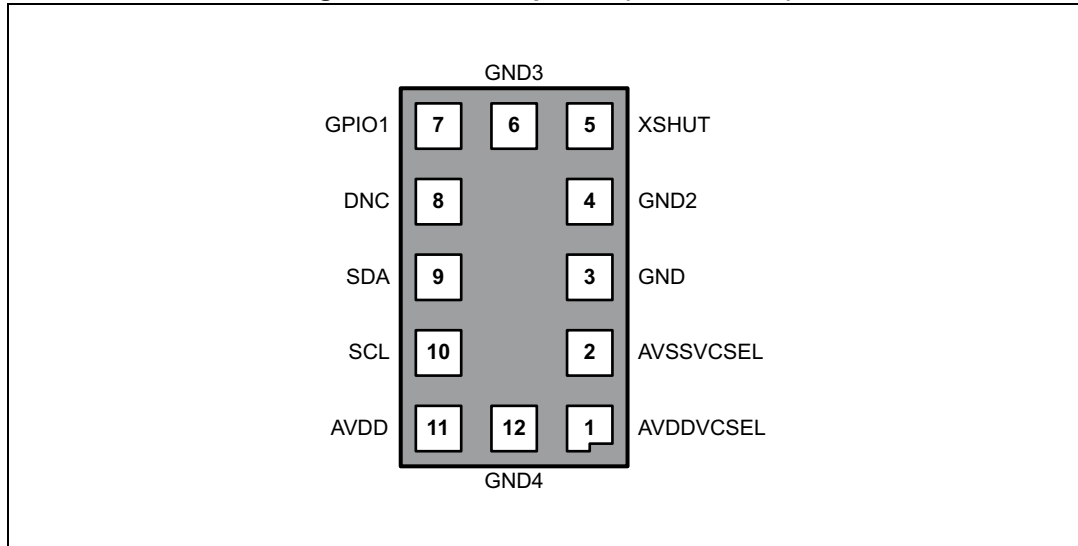 GND3
GPIO1 7 6 5 XSHUT
DNC 8 4 GND2
SDA 9 3 GND
SCL 10 2 AVSSVCSEL
AVDD 11 12 1 AVDDVCSEL
GND4